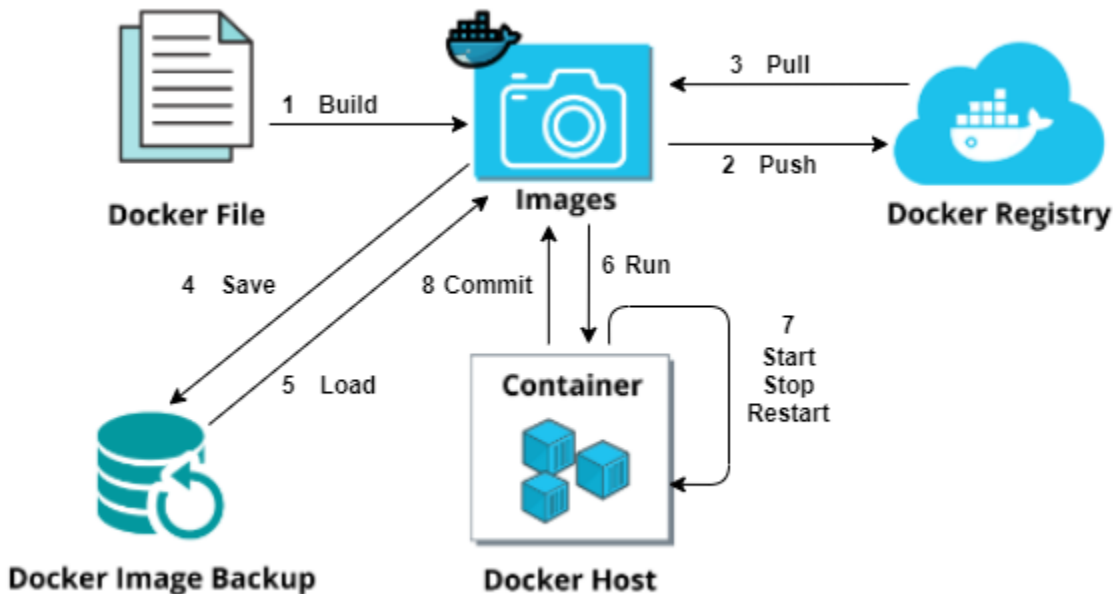 3 Pull
1 Build
2 Push
Images
Docker File
Docker Registry
4 Save
8 Commit
6 Run
7
Start
Stop
Restart
5 Load
Container
Docker Image Backup
Docker Host